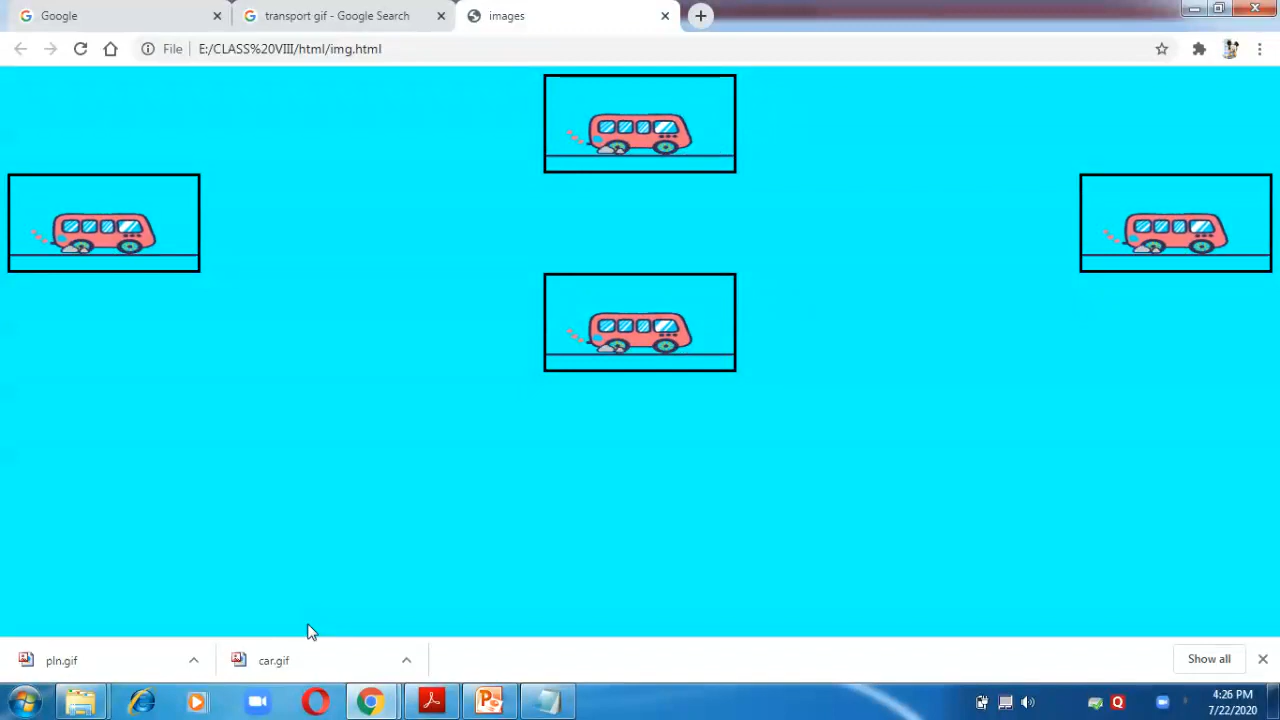 Google
transport gif - Google Search
images
File
E:/CLASS%20VIII/html/img.html
pln.gif
car.gif
Show all
4:26 PM
7/22/2020